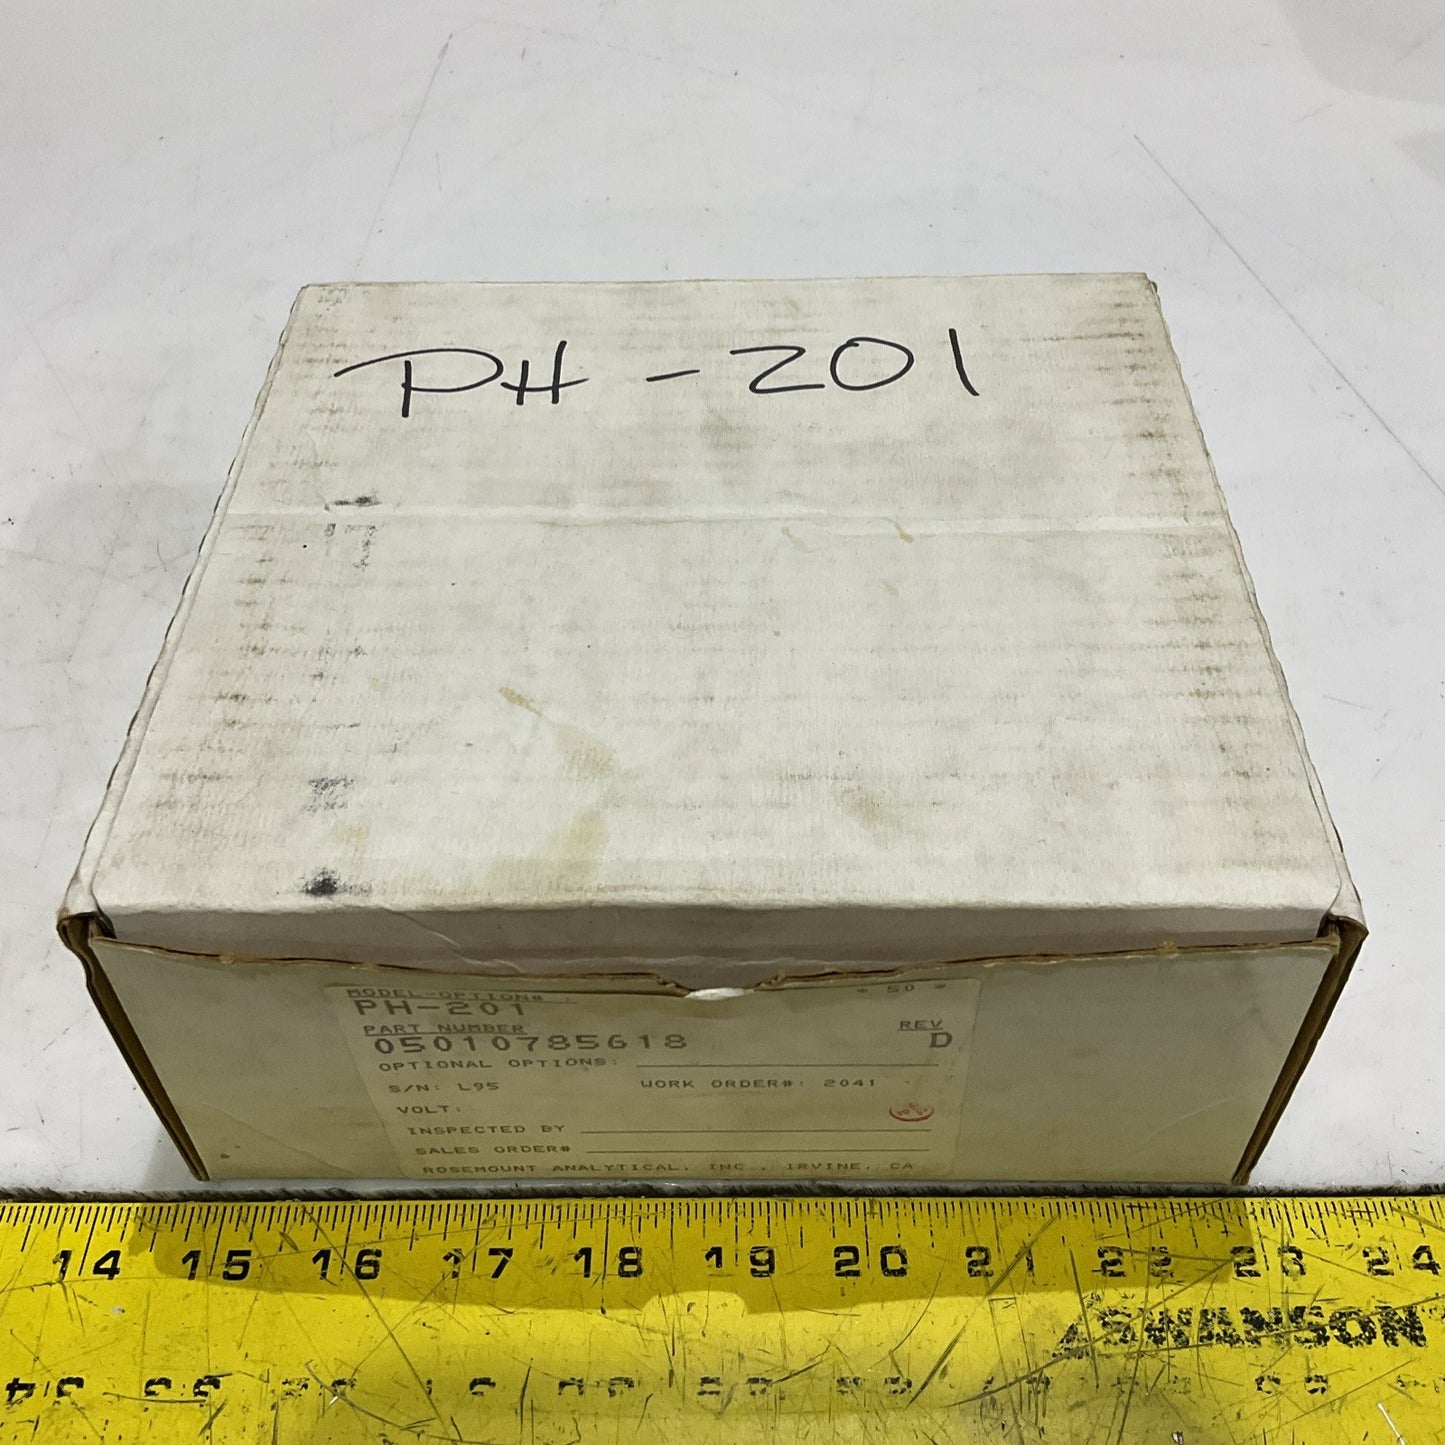 PH-201
MODEL-OPTION# :
* 50 *
PH-201
PART NUMBER
REV
05010785618
D
OPTIONAL OPTIONS:
S/N: L95
WORK ORDER#: 2041
VOLT:
INSPECTED BY
SALES ORDER#
ROSEMOUNT ANALYTICAL, INC., IRVINE, CA
14 15 16 17 18 19 20 21 22 23 24
SWANSON